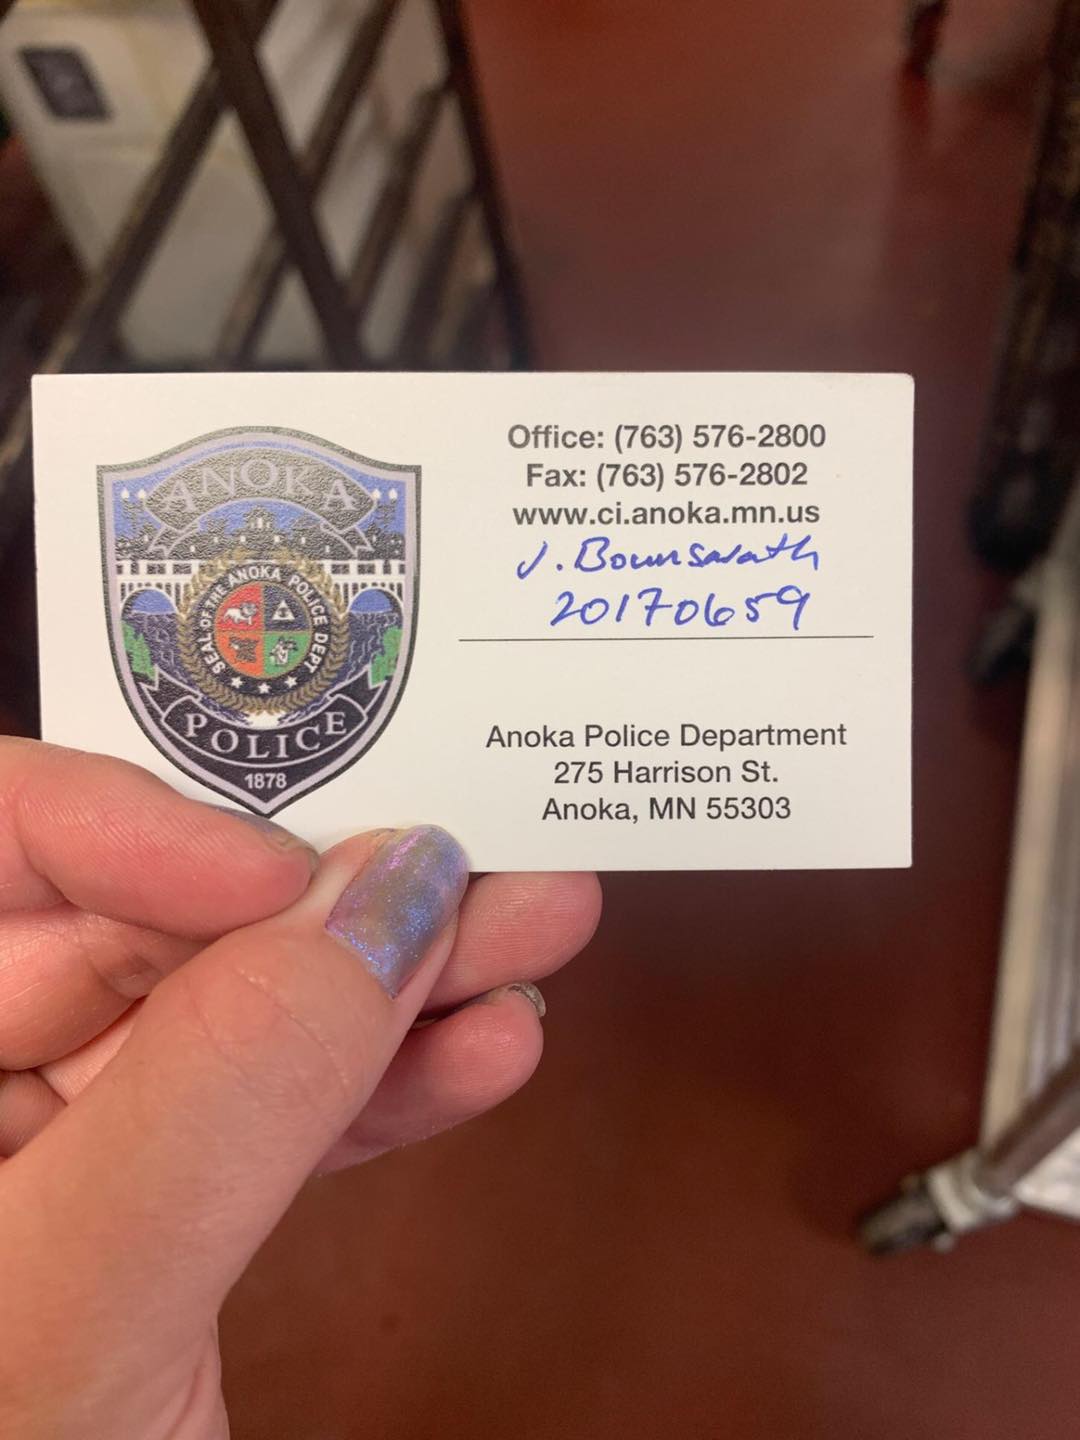 ANOKA
SEAL OF THE ANOKA POLICE DEPT
POLICE
1878
Office: (763) 576-2800
Fax: (763) 576-2802
www.ci.anoka.mn.us
J. Bounsavath
20170659
Anoka Police Department
275 Harrison St.
Anoka, MN 55303